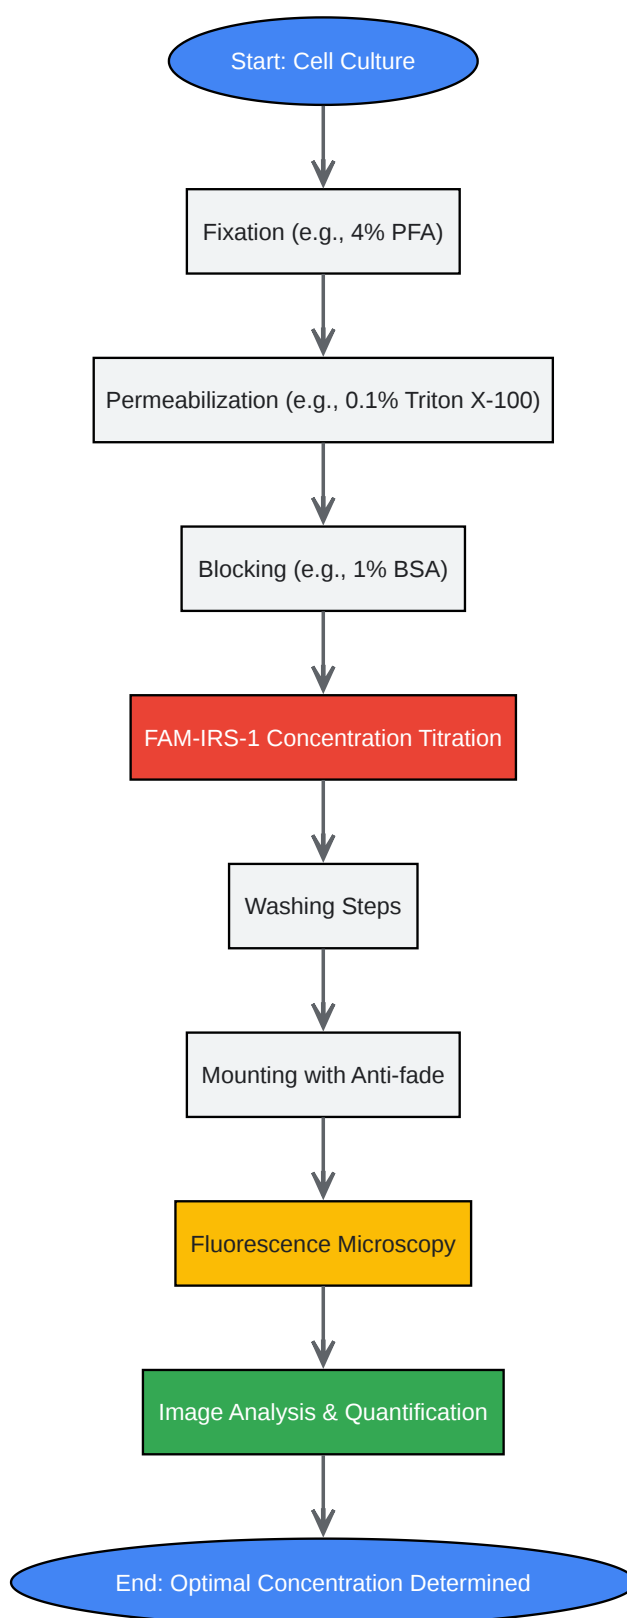 Start: Cell Culture
Fixation (e.g., 4% PFA)
Permeabilization (e.g., 0.1% Triton X-100)
Blocking (e.g., 1% BSA)
FAM-IRS-1 Concentration Titration
Washing Steps
Mounting with Anti-fade
Fluorescence Microscopy
Image Analysis & Quantification
End: Optimal Concentration Determined